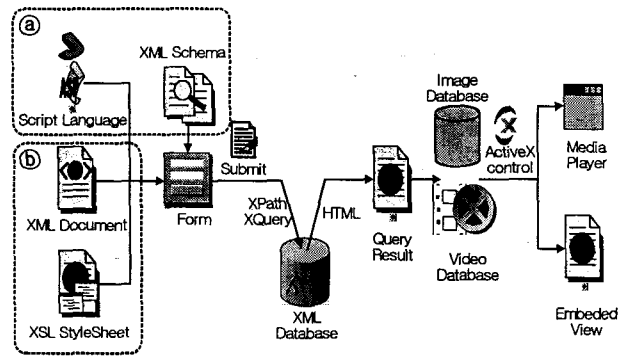 ⓐ
XML Schema
Script Language
ⓑ
XML Document
XSL StyleSheet
Form
Submit
XPath
XQuery
HTML
XML
Database
Query
Result
Image
Database
ActiveX
control
Video
Database
Media
Player
Embeded
View